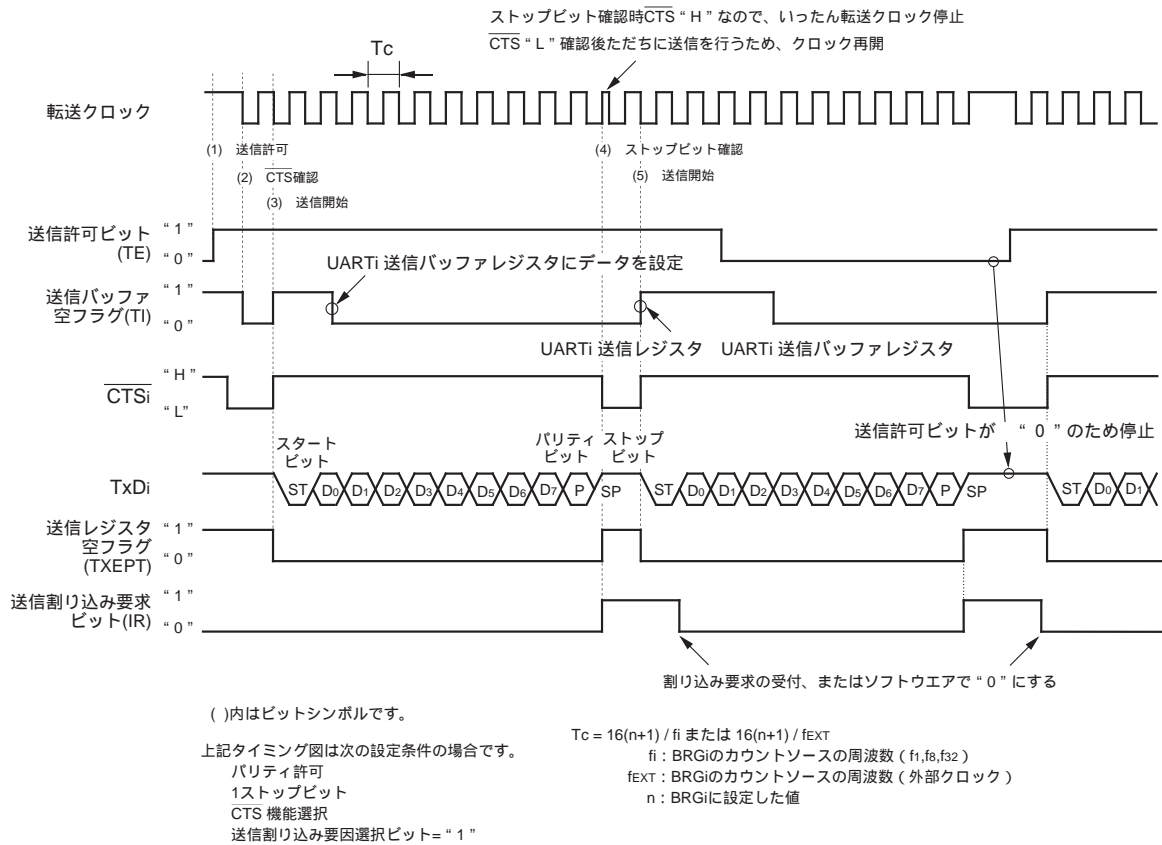 ストップビット確認時CTS “ H ” なので、いったん転送クロック停止
CTS “ L ” 確認後ただちに送信を行うため、クロック再開
Tc
転送クロック
(1) 送信許可
(2) CTS確認
(3) 送信開始
(4) ストップビット確認
(5) 送信開始
送信許可ビット
(TE)
“ 1 ”
“ 0 ”
UARTi 送信バッファレジスタにデータを設定
送信バッファ
空フラグ(TI)
“ 1 ”
“ 0 ”
UARTi 送信レジスタ UARTi 送信バッファレジスタ
CTSi
“ H ”
“ L”
送信許可ビットが “ 0 ” のため停止
スタート
ビット
パリティ
ビット
ストップ
ビット
TxDi
ST D0 D1 D2 D3 D4 D5 D6 D7 P SP ST D0 D1 D2 D3 D4 D5 D6 D7 P SP ST D0 D1
送信レジスタ
空フラグ
(TXEPT)
“ 1 ”
“ 0 ”
送信割り込み要求
ビット(IR)
“ 1 ”
“ 0 ”
割り込み要求の受付、またはソフトウエアで “ 0 ” にする
( )内はビットシンボルです。
上記タイミング図は次の設定条件の場合です。
パリティ許可
1ストップビット
CTS 機能選択
送信割り込み要因選択ビット= “ 1 ”
Tc = 16(n+1) / fi または 16(n+1) / fEXT
fi : BRGiのカウントソースの周波数 ( f1,f8,f32 )
fEXT : BRGiのカウントソースの周波数 ( 外部クロック )
n : BRGiに設定した値